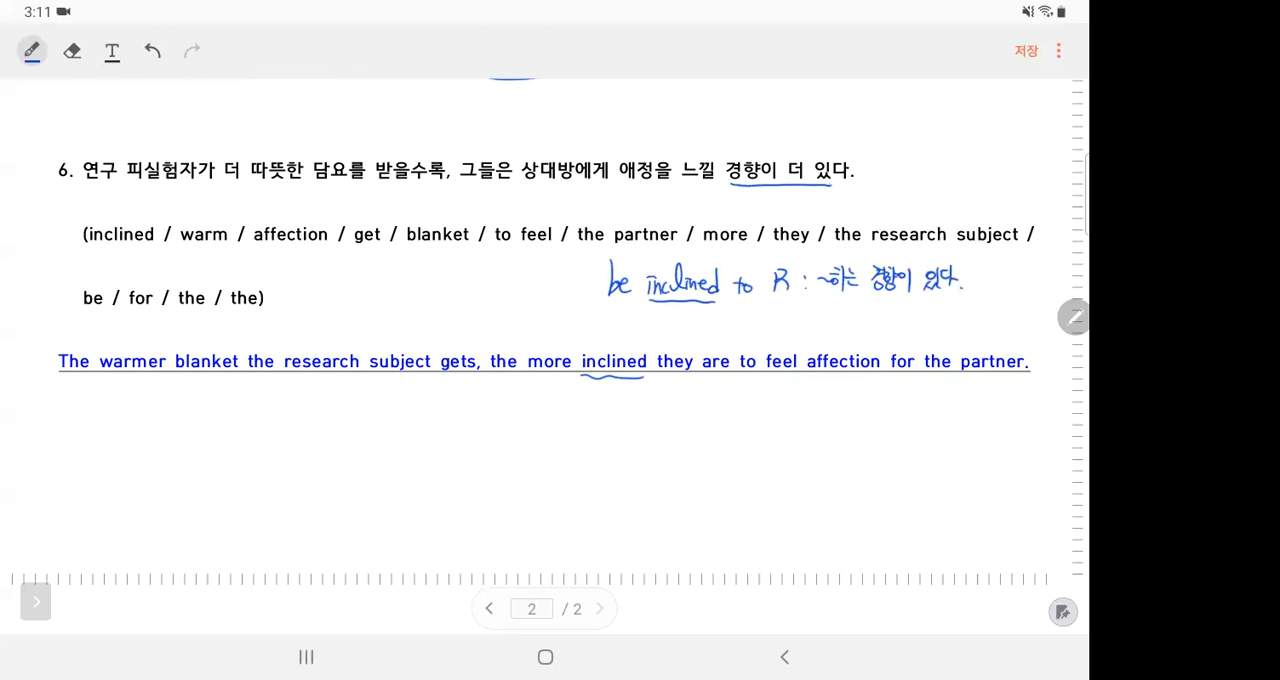 3:11
T
저장
6. 연구 피실험자가 더 따뜻한 담요를 받을수록, 그들은 상대방에게 애정을 느낄 경향이 더 있다.
(inclined / warm / affection / get / blanket / to feel / the partner / more / they / the research subject /
be inclined to R : ~하는 경향이 있다.
be / for / the / the)
The warmer blanket the research subject gets, the more inclined they are to feel affection for the partner.
2 / 2